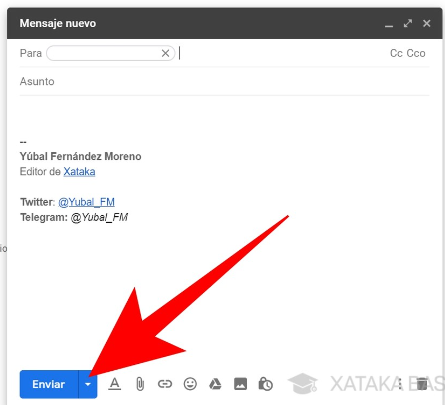 Mensaje nuevo
Para
Cc Cco
Asunto
--
Yúbal Fernández Moreno
Editor de Xataka
Twitter: @Yubal_FM
Telegram: @Yubal_FM
Enviar
XATAKA BAS